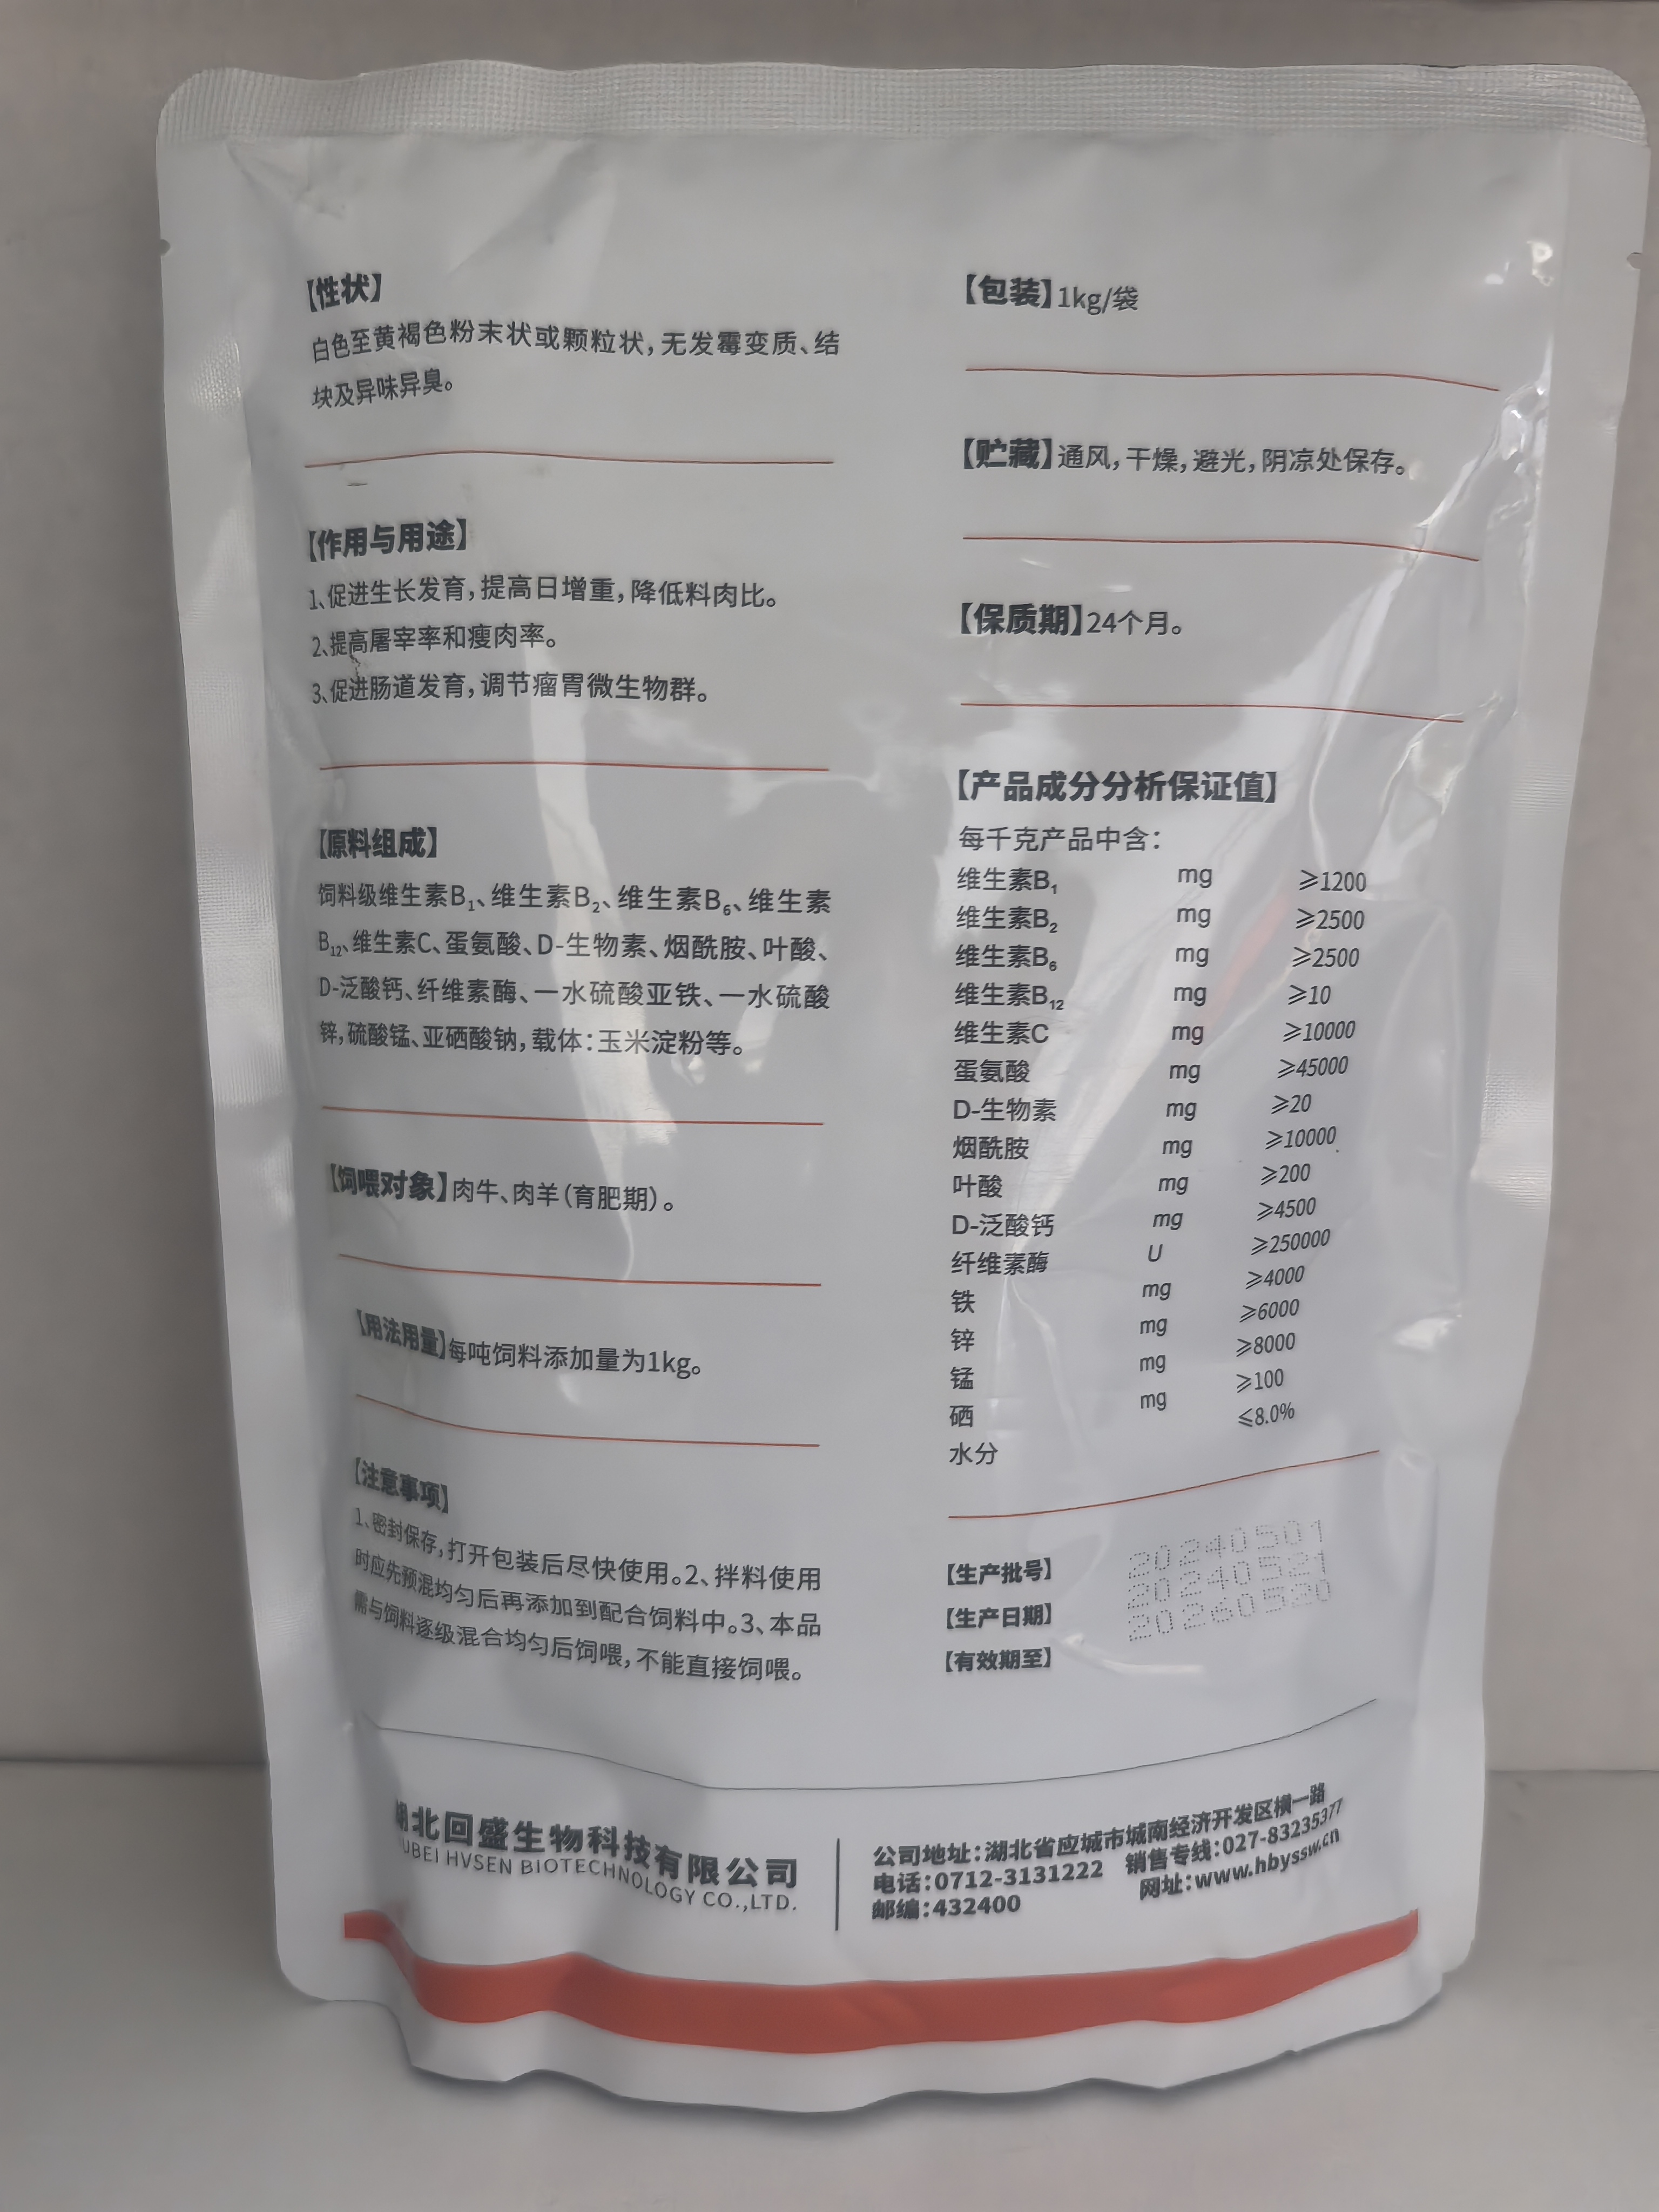 【性状】
白色至黄褐色粉末状或颗粒状，无发霉变质、结
块及异味异臭。
【作用与用途】
1、促进生长发育，提高日增重，降低料肉比。
2、提高屠宰率和瘦肉率。
3、促进肠道发育，调节瘤胃微生物群。
【原料组成】
饲料级维生素B₁、维生素B₂、维生素B₆、维生素
B₁₂、维生素C、蛋氨酸、D-生物素、烟酰胺、叶酸、
D-泛酸钙、纤维素酶、一水硫酸亚铁、一水硫酸
锌，硫酸锰、亚硒酸钠，载体：玉米淀粉等。
【饲喂对象】肉牛、肉羊（育肥期）。
【用法用量】每吨饲料添加量为1kg。
【注意事项】
1、密封保存，打开包装后尽快使用。2、拌料使用
时应先预混均匀后再添加到配合饲料中。3、本品
需与饲料逐级混合均匀后饲喂，不能直接饲喂。
【包装】1kg/袋
【贮藏】通风，干燥，避光，阴凉处保存。
【保质期】24个月。
【产品成分分析保证值】
每千克产品中含：
维生素B₁ mg ≥1200
维生素B₂ mg ≥2500
维生素B₆ mg ≥2500
维生素B₁₂ mg ≥10
维生素C mg ≥10000
蛋氨酸 mg ≥45000
D-生物素 mg ≥20
烟酰胺 mg ≥10000
叶酸 mg ≥200
D-泛酸钙 mg ≥4500
纤维素酶 U ≥250000
铁 mg ≥4000
锌 mg ≥6000
锰 mg ≥8000
硒 mg ≥100
水分 ≤8.0%
【生产批号】 20240501
【生产日期】 20240521
【有效期至】 20260520
湖北回盛生物科技有限公司
UBEI HVSEN BIOTECHNOLOGY CO.,LTD.
公司地址：湖北省应城市城南经济开发区横一路
电话：0712-3131222 销售专线：027-83235377
邮编：432400 网址：www.hbyssw.cn